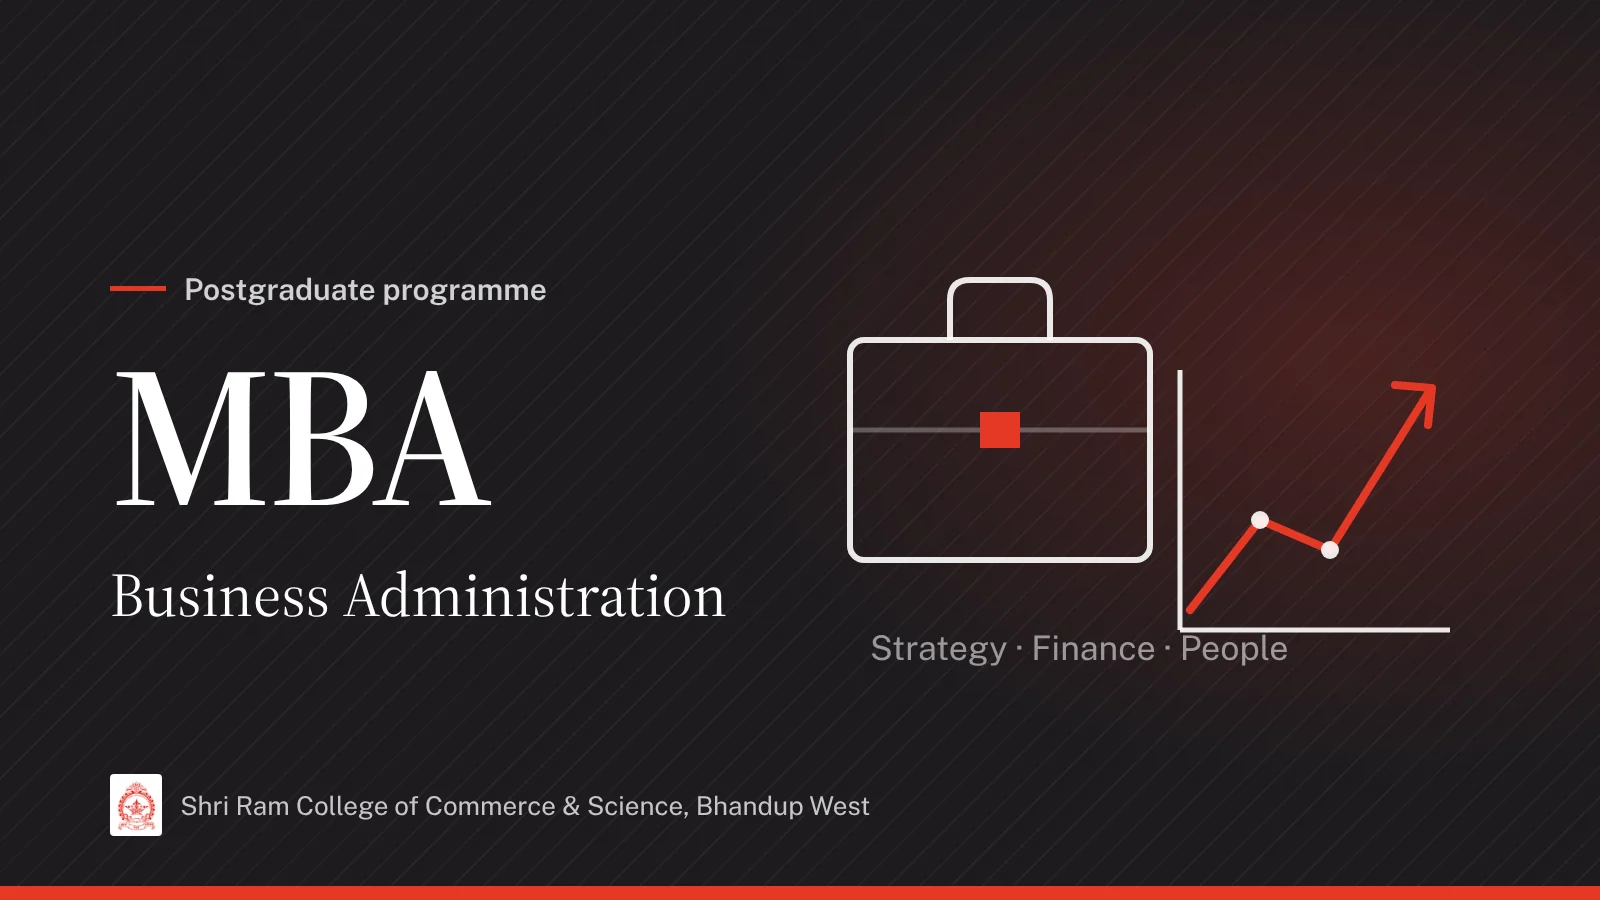 Postgraduate programme
MBA
Business Administration
Strategy · Finance · People
Shri Ram College of Commerce & Science, Bhandup West